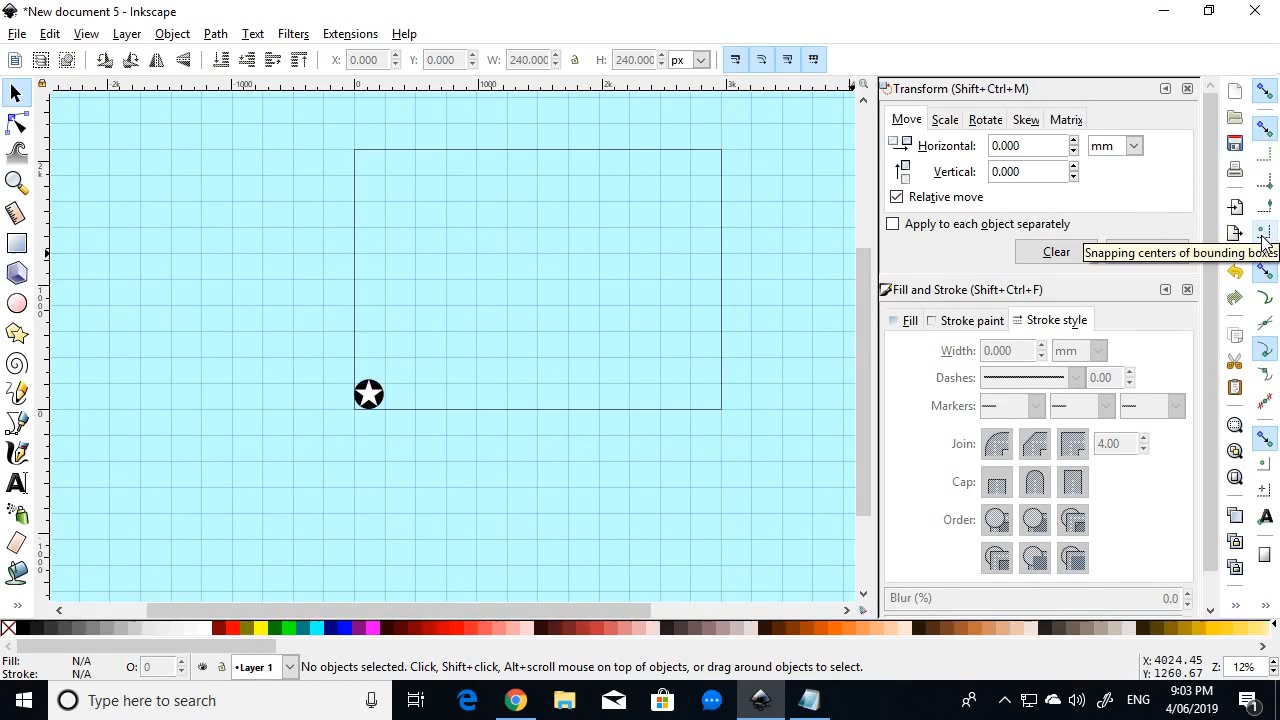 *New document 5 - Inkscape
File Edit View Layer Object Path Text Filters Extensions Help
X: 0.000 Y: 0.000 W: 240.000 H: 240.000 px
Transform (Shift+Ctrl+M)
Move Scale Rotate Skew Matrix
Horizontal: 0.000 mm
Vertical: 0.000
Relative move
Apply to each object separately
Clear
Snapping centers of bounding boxes
Fill and Stroke (Shift+Ctrl+F)
Fill Stroke paint Stroke style
Width: 0.000 mm
Dashes: 0.00
Markers:
Join: 4.00
Cap:
Order:
Blur (%) 0.0
Fill: N/A O: 0 Layer 1 No objects selected. Click, Shift+click, Alt+scroll mouse on top of objects, or drag around objects to select. X: 4024.45 Z: 12%
Stroke: N/A Y: 1260.67
Type here to search
ENG
9:03 PM
4/06/2019
1